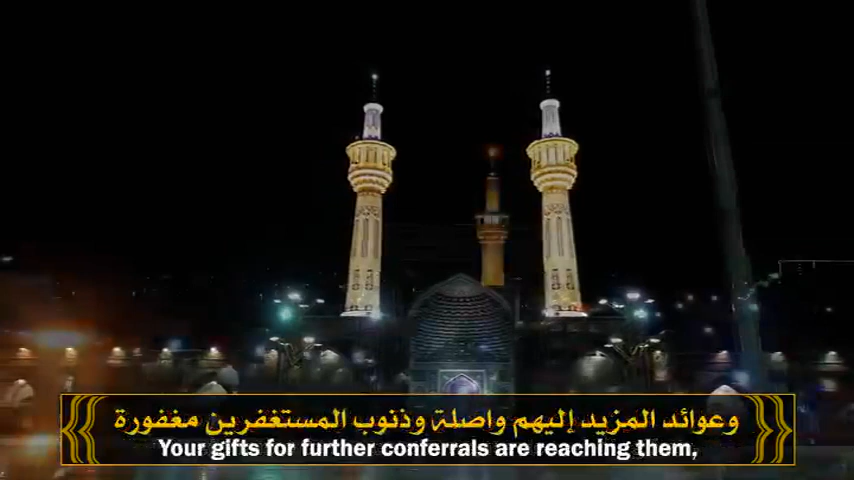 وعوائد المزيد إليهم واصلة وذنوب المستغفرين مغفورة
Your gifts for further conferrals are reaching them,